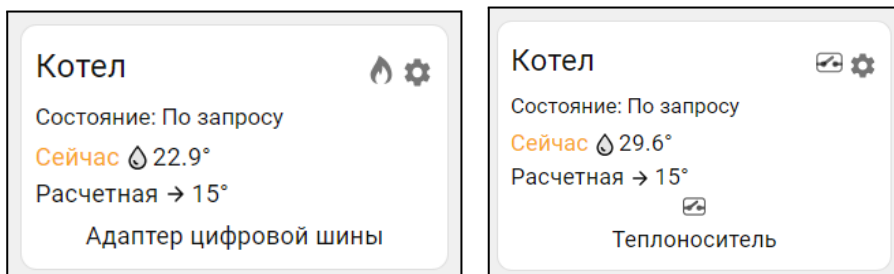 Котел
Состояние: По запросу
Сейчас 22.9°
Расчетная → 15°
Адаптер цифровой шины
Котел
Состояние: По запросу
Сейчас 29.6°
Расчетная → 15°
Теплоноситель